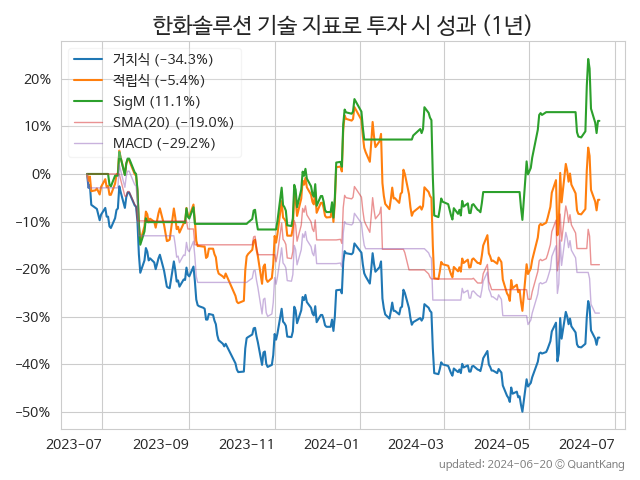 한화솔루션 기술 지표로 투자 시 성과 (1년)
거치식 (−34.3%)
적립식 (−5.4%)
SigM (11.1%)
SMA(20) (−19.0%)
MACD (−29.2%)
20%
10%
0%
−10%
−20%
−30%
−40%
−50%
2023-07 2023-09 2023-11 2024-01 2024-03 2024-05 2024-07
updated: 2024-06-20 © QuantKang